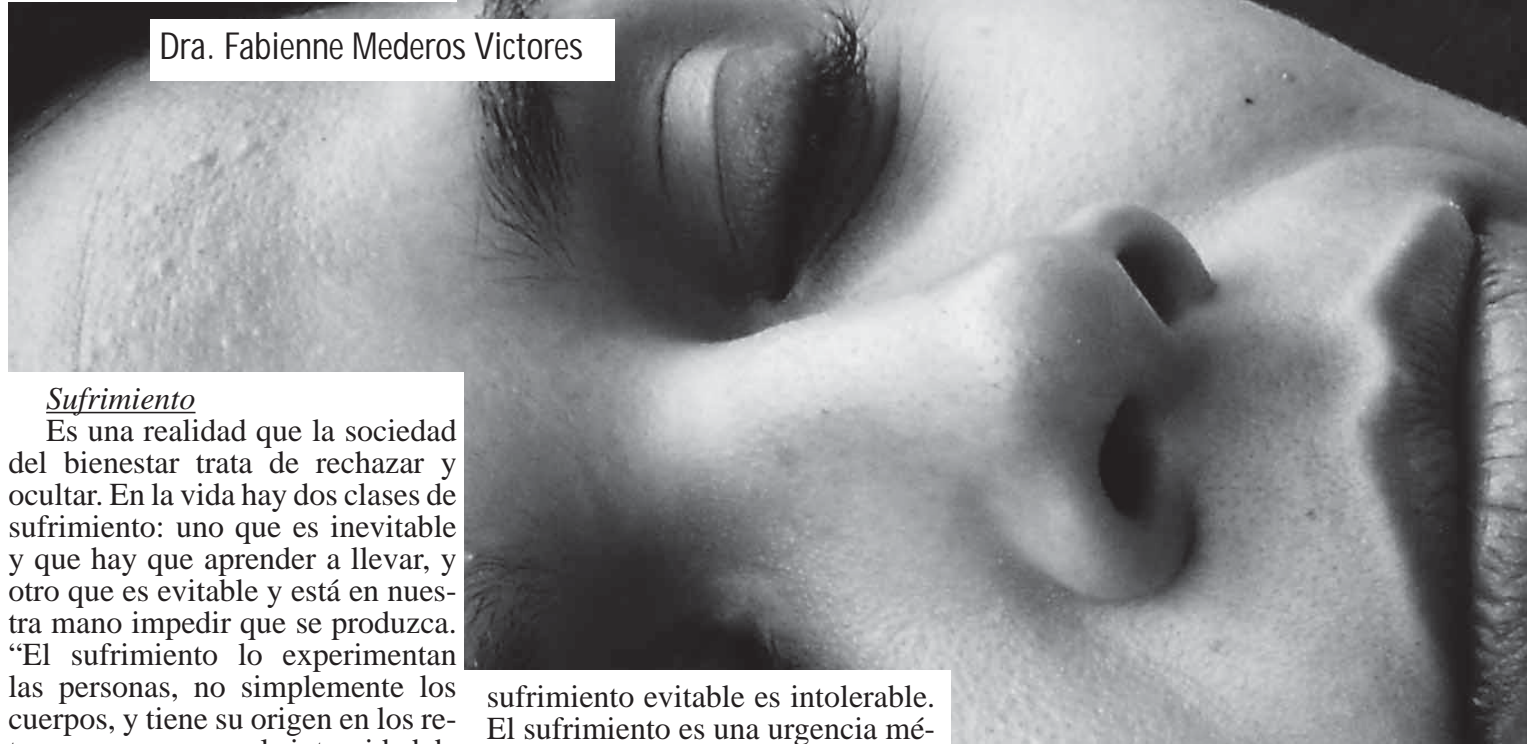 Dra. Fabienne Mederos Victores
Sufrimiento
Es una realidad que la sociedad
del bienestar trata de rechazar y
ocultar. En la vida hay dos clases de
sufrimiento: uno que es inevitable
y que hay que aprender a llevar, y
otro que es evitable y está en nues-
tra mano impedir que se produzca.
“El sufrimiento lo experimentan
las personas, no simplemente los
cuerpos, y tiene su origen en los re-
sufrimiento evitable es intolerable.
El sufrimiento es una urgencia mé-